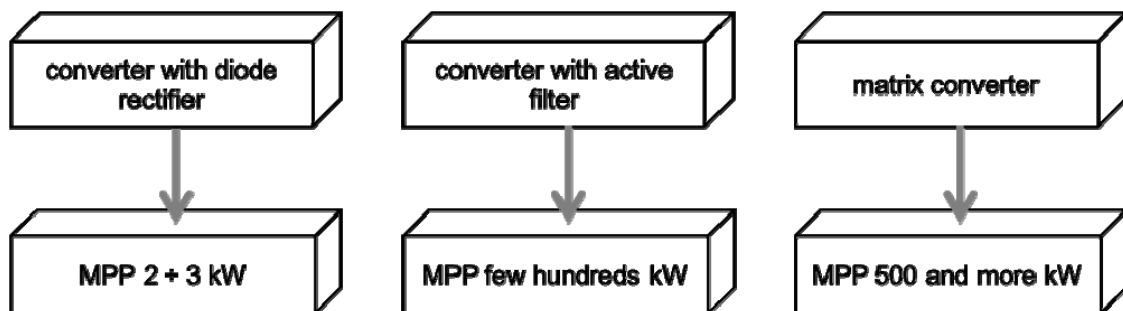 converter with diode
rectifier
converter with active
filter
matrix converter
MPP 2 + 3 kW
MPP few hundreds kW
MPP 500 and more kW